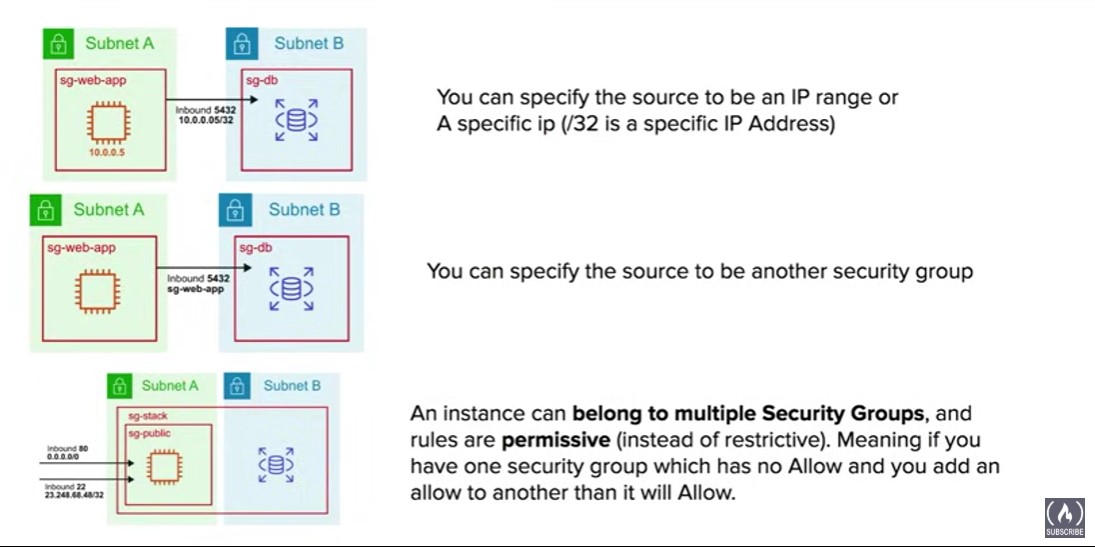 Subnet A
Subnet B
sg-web-app
sg-db
Inbound 5432
10.0.0.05/32
10.0.0.5
You can specify the source to be an IP range or
A specific ip (/32 is a specific IP Address)
Subnet A
Subnet B
sg-web-app
sg-db
Inbound 5432
sg-web-app
You can specify the source to be another security group
Subnet A
Subnet B
sg-stack
sg-public
Inbound 80
0.0.0.0/0
Inbound 22
23.248.68.48/32
An instance can belong to multiple Security Groups, and
rules are permissive (instead of restrictive). Meaning if you
have one security group which has no Allow and you add an
allow to another than it will Allow.
SUBSCRIBE